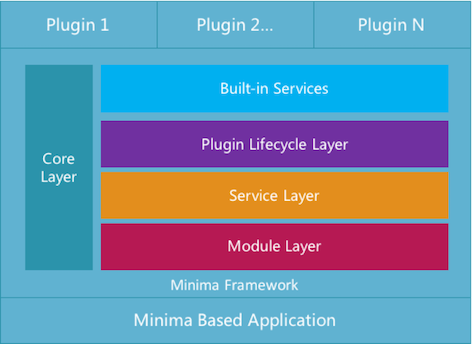 Plugin 1
Plugin 2...
Plugin N
Built-in Services
Core
Layer
Plugin Lifecycle Layer
Service Layer
Module Layer
Minima Framework
Minima Based Application